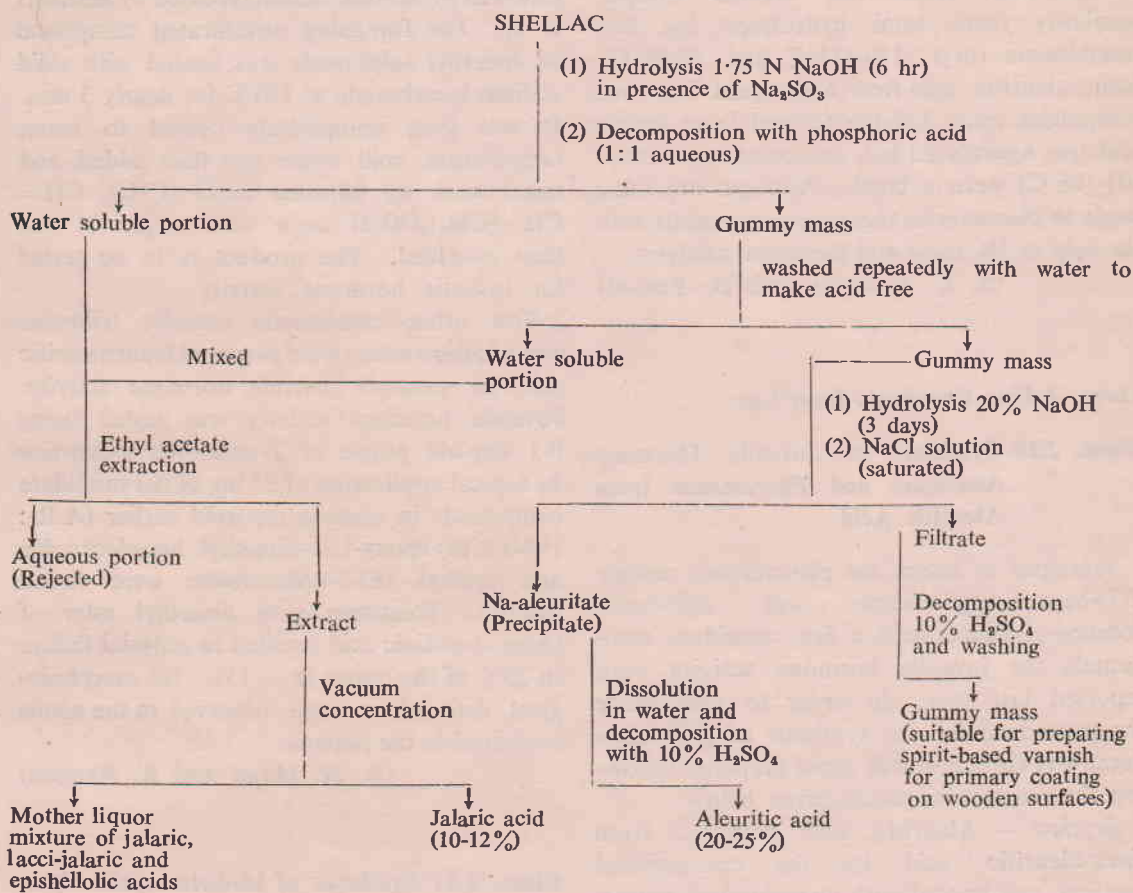 SHELLAC
(1) Hydrolysis 1·75 N NaOH (6 hr)
in presence of Na₂SO₃
(2) Decomposition with phosphoric acid
(1:1 aqueous)
Water soluble portion
Gummy mass
washed repeatedly with water to
make acid free
Mixed
Water soluble
portion
Gummy mass
(1) Hydrolysis 20% NaOH
(3 days)
(2) NaCl solution
(saturated)
Ethyl acetate
extraction
Aqueous portion
(Rejected)
Extract
Na-aleuritate
(Precipitate)
Filtrate
Decomposition
10% H₂SO₄
and washing
Vacuum
concentration
Dissolution
in water and
decomposition
with 10% H₂SO₄
Gummy mass
(suitable for preparing
spirit-based varnish
for primary coating
on wooden surfaces)
Mother liquor
mixture of jalaric,
lacci-jalaric and
epishellolic acids
Jalaric acid
(10-12%)
Aleuritic acid
(20-25%)